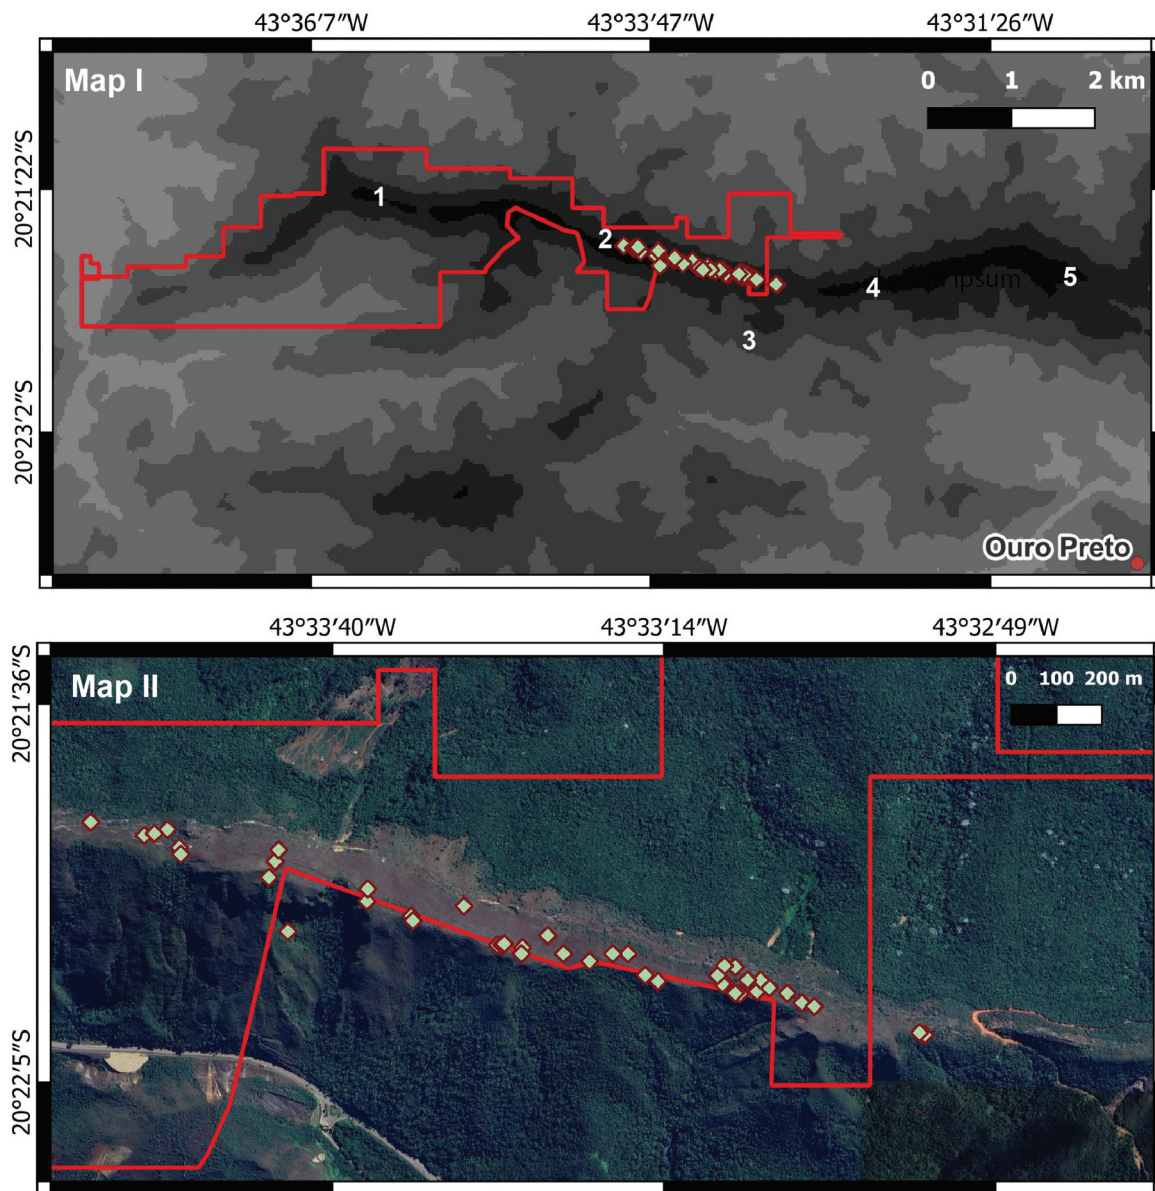 43°36′7″W 43°33′47″W 43°31′26″W
Map I
0 1 2 km
20°21′22″S
1
2
Lorem ipsum
5
4
3
20°23′2″S
Ouro Preto
43°33′40″W 43°33′14″W 43°32′49″W
20°21′36″S
Map II
0 100 200 m
20°22′5″S